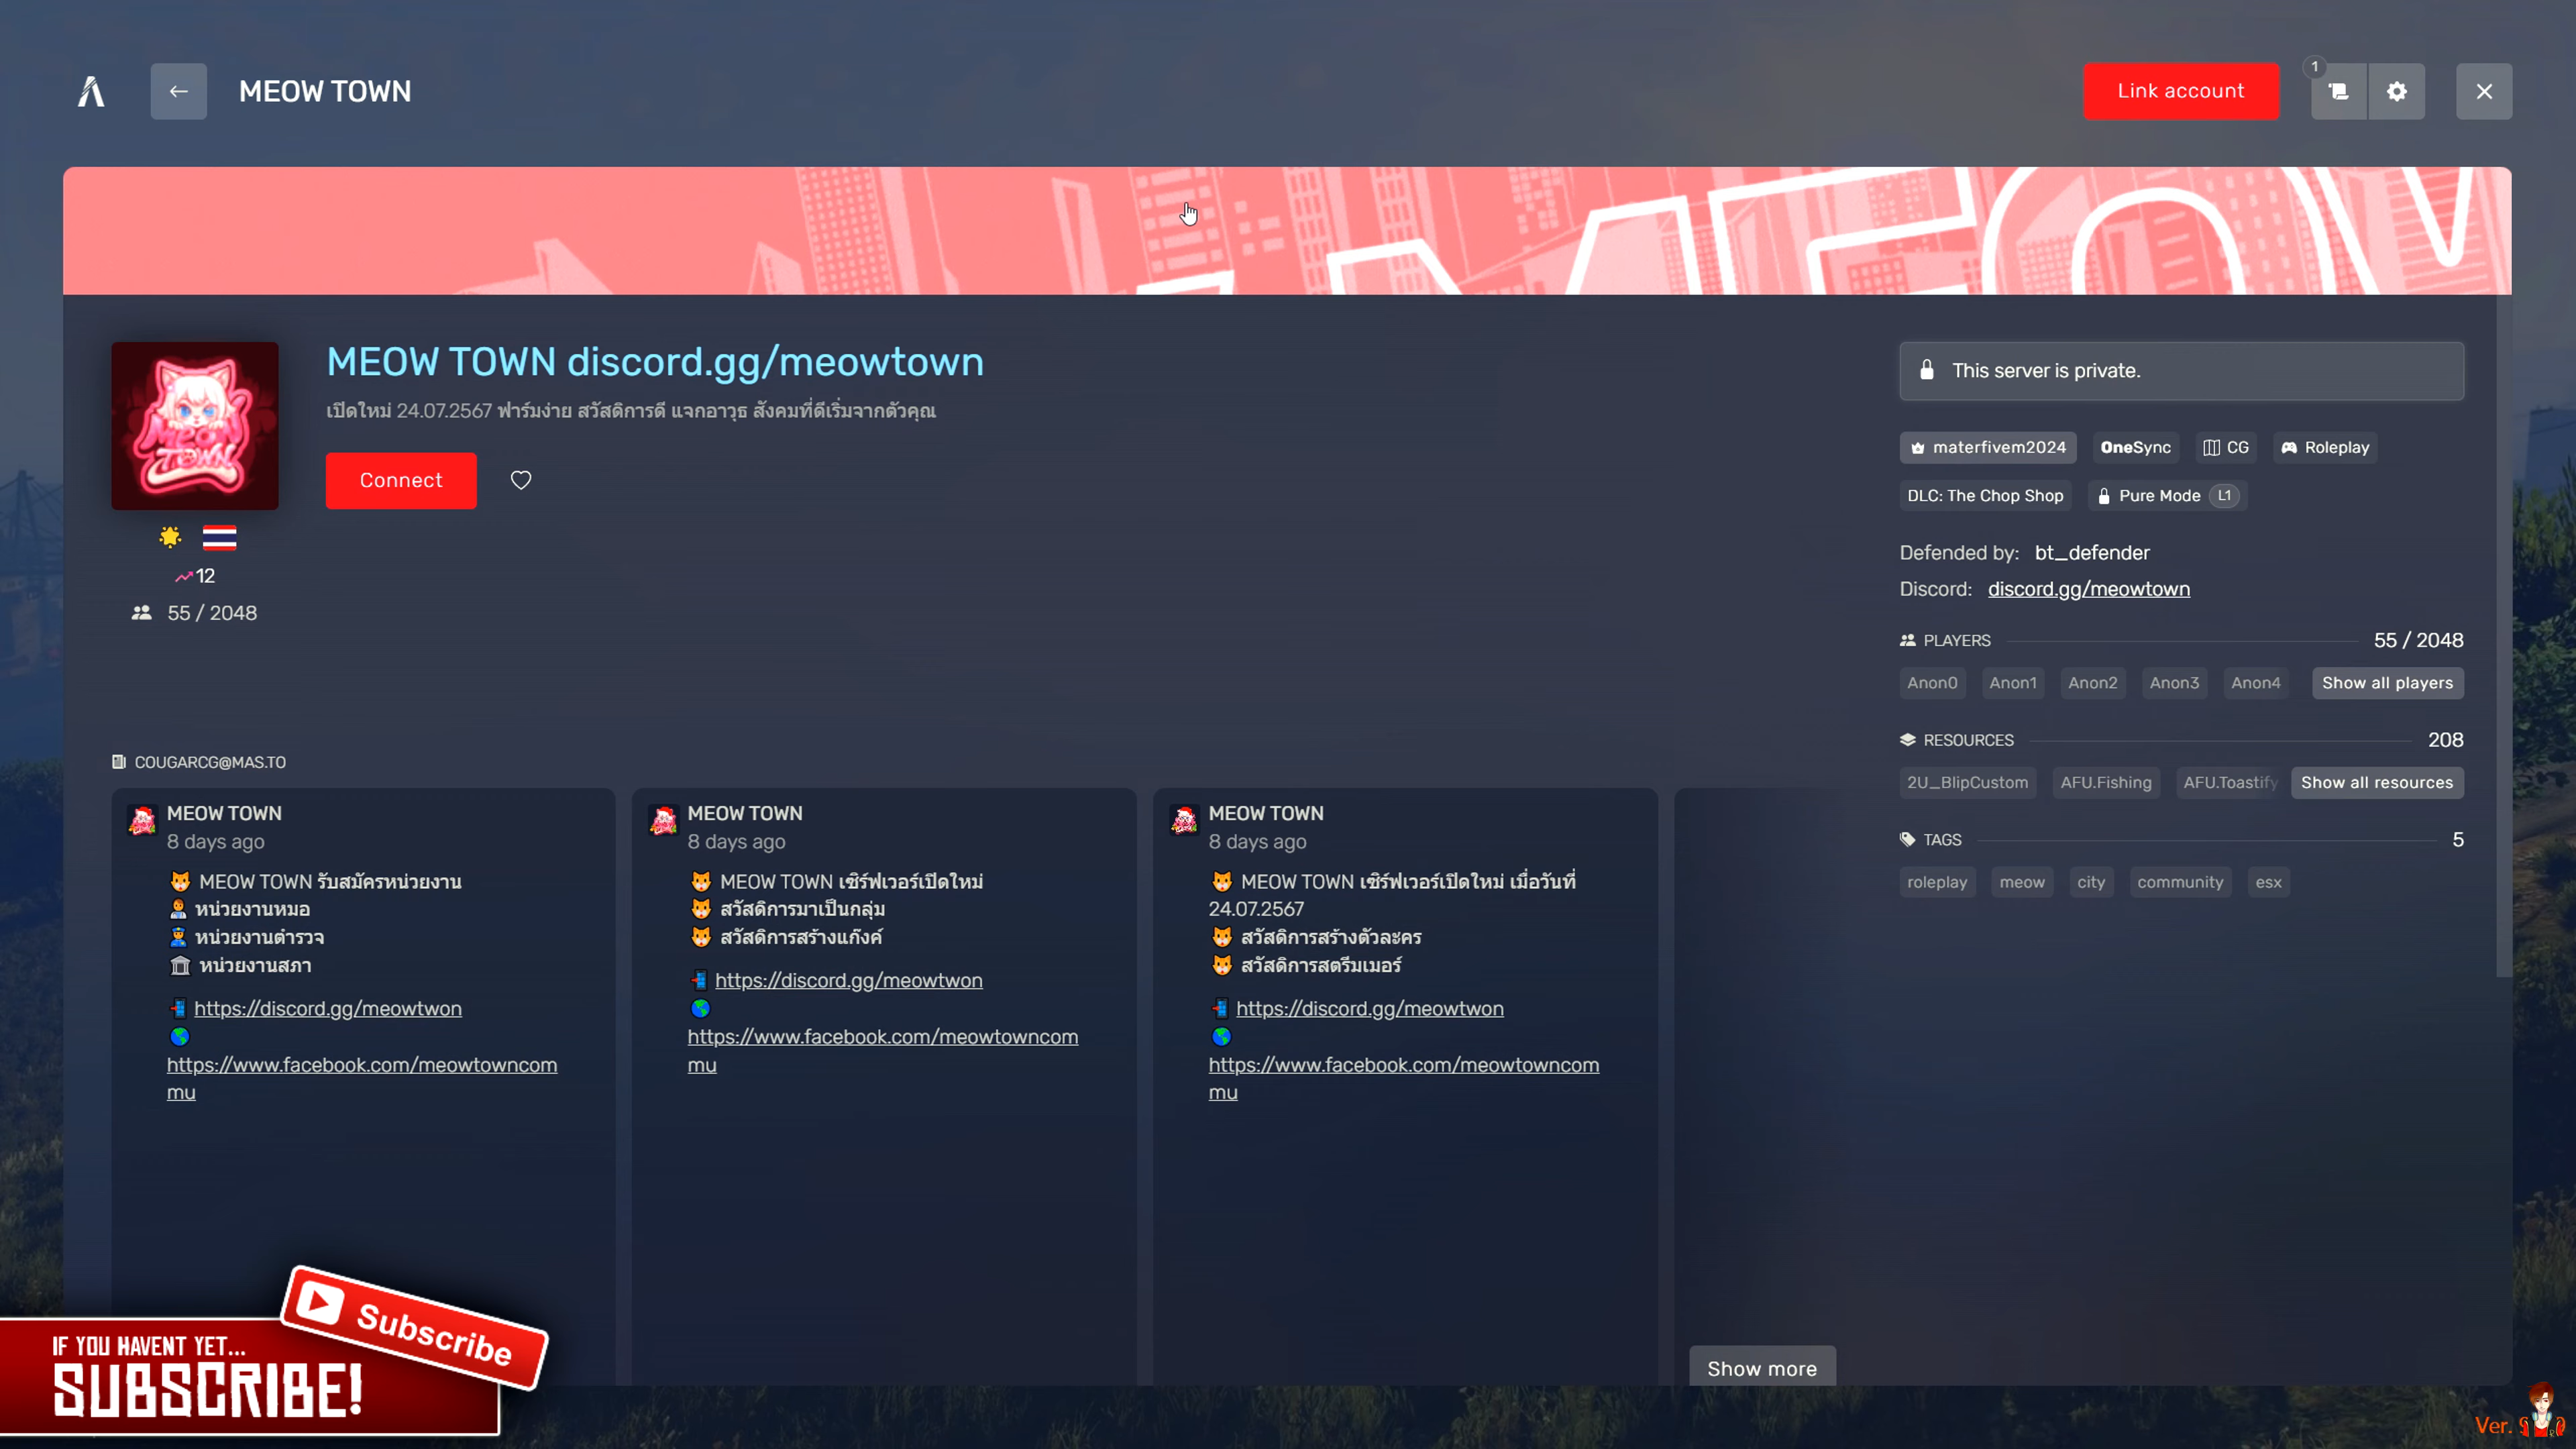 MEOW TOWN
Link account
1
MEOW
MEOW TOWN discord.gg/meowtown
เปิดใหม่ 24.07.2567 ฟาร์มง่าย สวัสดิการดี แจกอาวุธ สังคมที่ดีเริ่มจากตัวคุณ
Connect
MEOW
TOWN
12
55 / 2048
This server is private.
materfivem2024 OneSync CG Roleplay
DLC: The Chop Shop Pure Mode L1
Defended by: bt_defender
Discord: discord.gg/meowtown
PLAYERS 55 / 2048
Anon0 Anon1 Anon2 Anon3 Anon4 Show all players
RESOURCES 208
2U_BlipCustom AFU.Fishing AFU.Toastify Show all resources
TAGS 5
roleplay meow city community esx
COUGARCG@MAS.TO
MEOW TOWN
8 days ago
🐱 MEOW TOWN รับสมัครหน่วยงาน
👨‍⚕️ หน่วยงานหมอ
👮 หน่วยงานตำรวจ
🏛️ หน่วยงานสภา
📲 https://discord.gg/meowtwon
🌏
https://www.facebook.com/meowtowncom
mu
MEOW TOWN
8 days ago
🐱 MEOW TOWN เซิร์ฟเวอร์เปิดใหม่
🐱 สวัสดิการมาเป็นกลุ่ม
🐱 สวัสดิการสร้างแก๊งค์
📲 https://discord.gg/meowtwon
🌏
https://www.facebook.com/meowtowncom
mu
MEOW TOWN
8 days ago
🐱 MEOW TOWN เซิร์ฟเวอร์เปิดใหม่ เมื่อวันที่
24.07.2567
🐱 สวัสดิการสร้างตัวละคร
🐱 สวัสดิการสตรีมเมอร์
📲 https://discord.gg/meowtwon
🌏
https://www.facebook.com/meowtowncom
mu
Show more
Subscribe
IF YOU HAVENT YET...
SUBSCRIBE!
Ver.